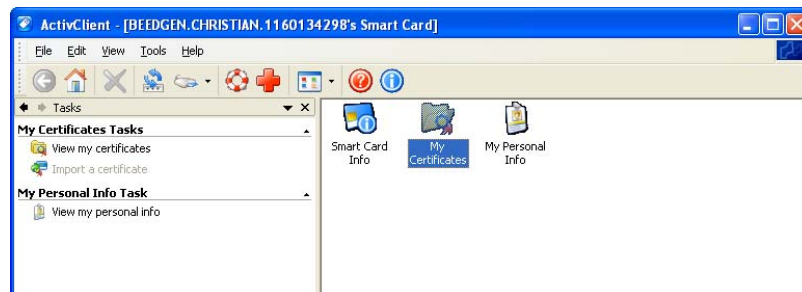 ActivClient - [BEEDGEN.CHRISTIAN.1160134298's Smart Card]
File Edit View Tools Help
Tasks
My Certificates Tasks
View my certificates
Import a certificate
My Personal Info Task
View my personal info
Smart Card
Info
My
Certificates
My Personal
Info